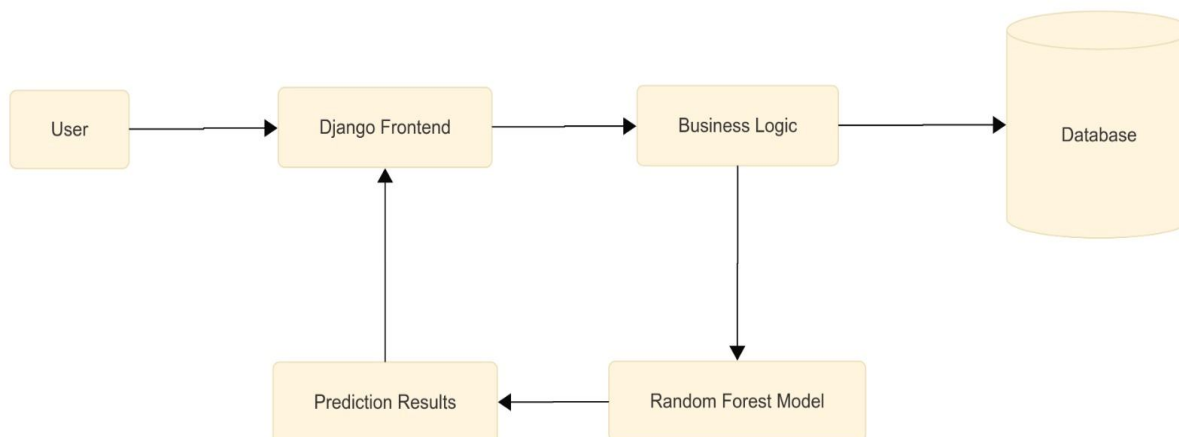 User
Django Frontend
Business Logic
Database
Prediction Results
Random Forest Model